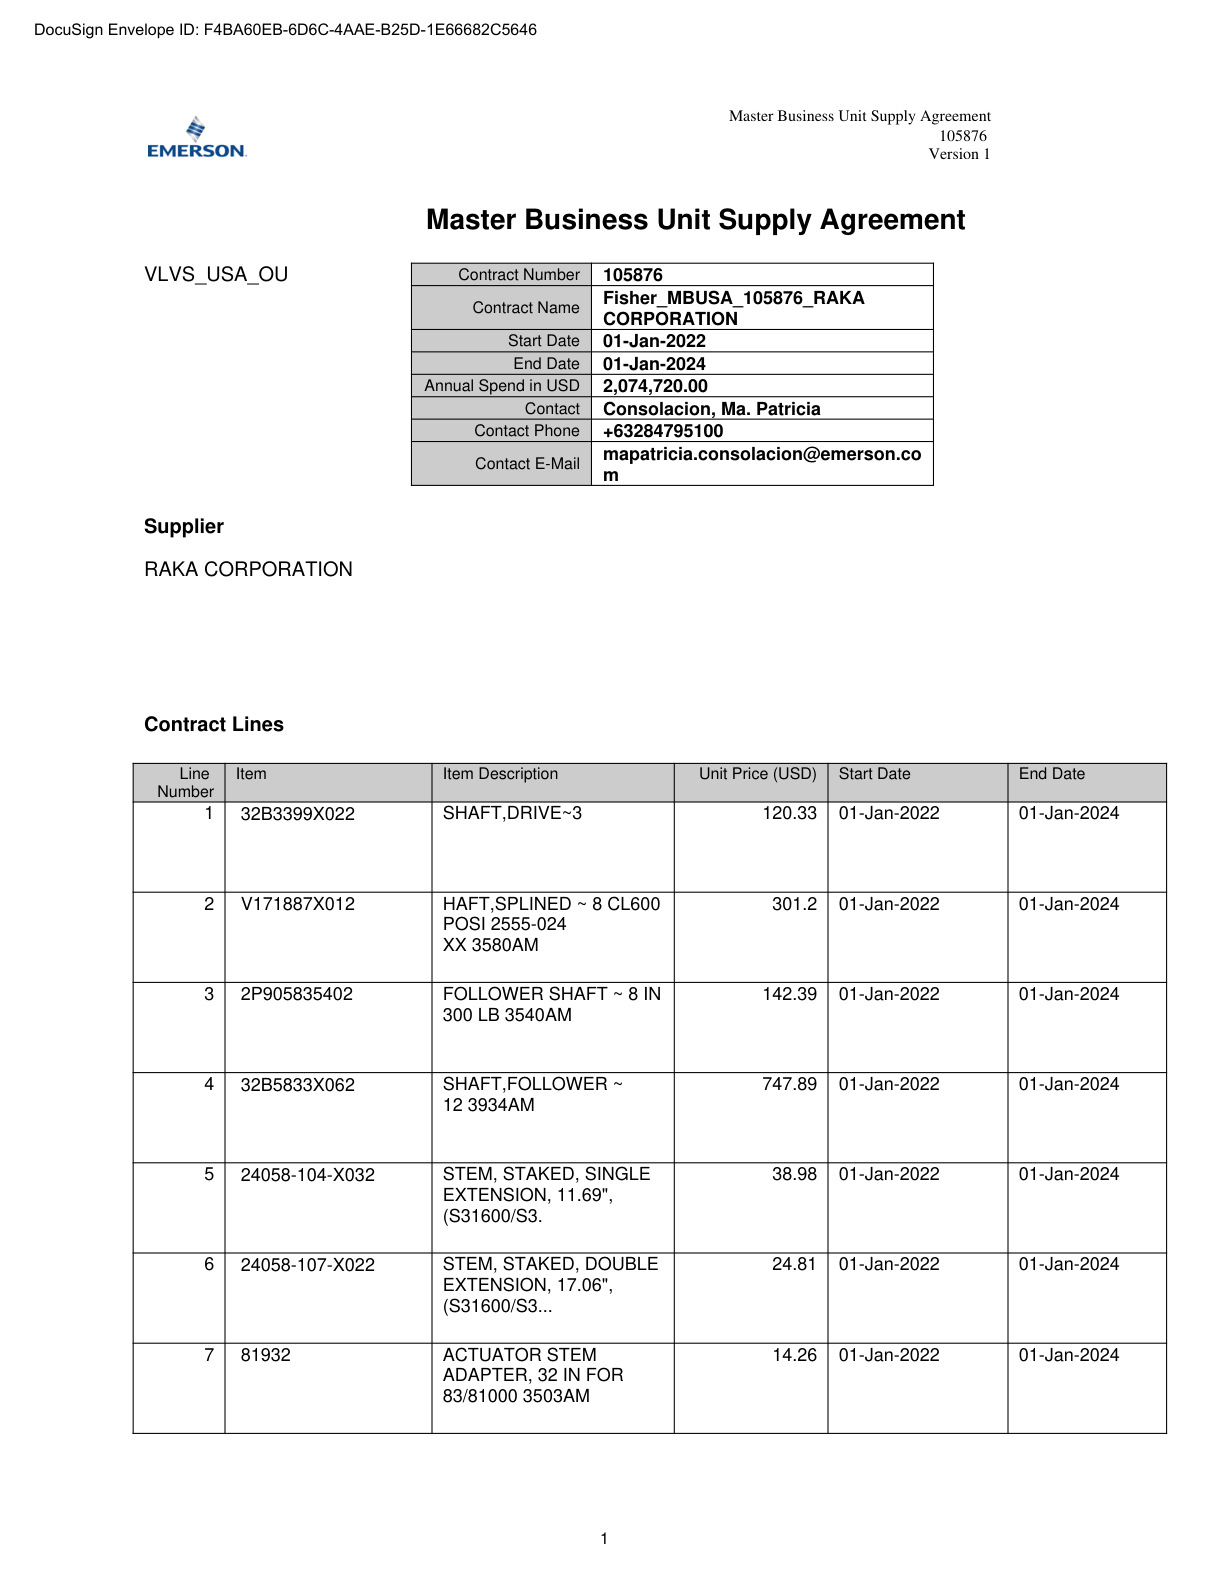 DocuSign Envelope ID: F4BA60EB-6D6C-4AAE-B25D-1E66682C5646
EMERSON.
Master Business Unit Supply Agreement
105876
Version 1
Master Business Unit Supply Agreement
VLVS_USA_OU
Contract Number 105876
Contract Name Fisher_MBUSA_105876_RAKA
CORPORATION
Start Date 01-Jan-2022
End Date 01-Jan-2024
Annual Spend in USD 2,074,720.00
Contact Consolacion, Ma. Patricia
Contact Phone +63284795100
Contact E-Mail mapatricia.consolacion@emerson.co
m
Supplier
RAKA CORPORATION
Contract Lines
Line Item Item Description Unit Price (USD) Start Date End Date
Number
1 32B3399X022 SHAFT,DRIVE~3 120.33 01-Jan-2022 01-Jan-2024
2 V171887X012 HAFT,SPLINED ~ 8 CL600 301.2 01-Jan-2022 01-Jan-2024
POSI 2555-024
XX 3580AM
3 2P905835402 FOLLOWER SHAFT ~ 8 IN 142.39 01-Jan-2022 01-Jan-2024
300 LB 3540AM
4 32B5833X062 SHAFT,FOLLOWER ~ 747.89 01-Jan-2022 01-Jan-2024
12 3934AM
5 24058-104-X032 STEM, STAKED, SINGLE 38.98 01-Jan-2022 01-Jan-2024
EXTENSION, 11.69",
(S31600/S3.
6 24058-107-X022 STEM, STAKED, DOUBLE 24.81 01-Jan-2022 01-Jan-2024
EXTENSION, 17.06",
(S31600/S3...
7 81932 ACTUATOR STEM 14.26 01-Jan-2022 01-Jan-2024
ADAPTER, 32 IN FOR
83/81000 3503AM
1